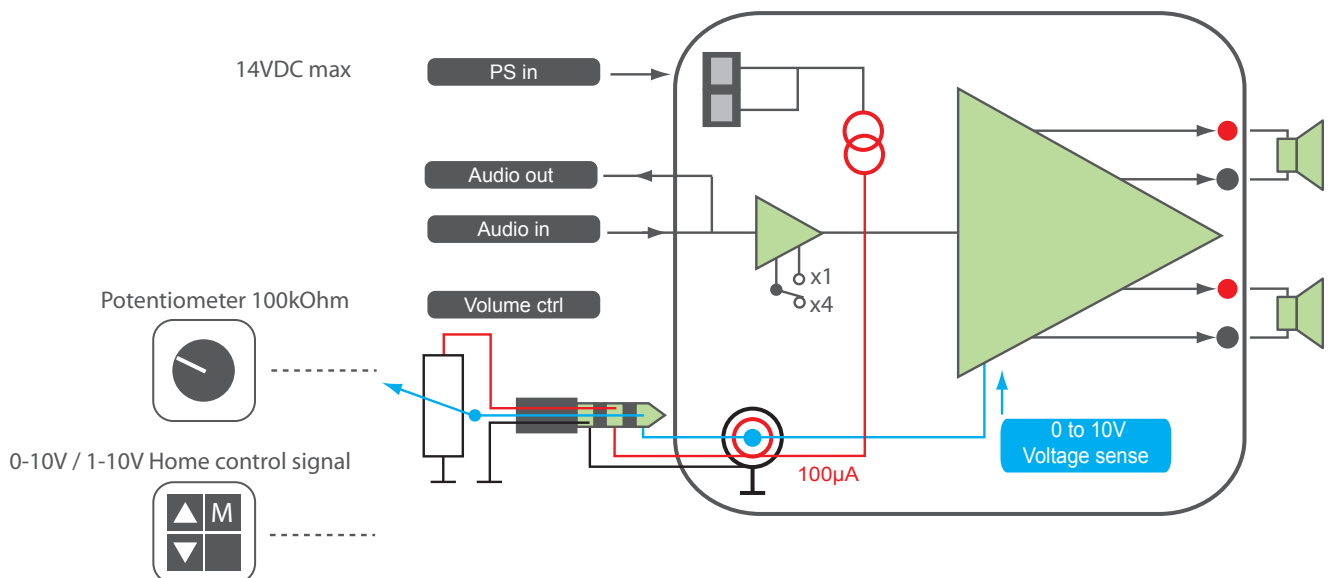 14VDC max
PS in
Audio out
Audio in
x1
x4
Potentiometer 100kOhm
Volume ctrl
0 to 10V
Voltage sense
0-10V / 1-10V Home control signal
100µA
M